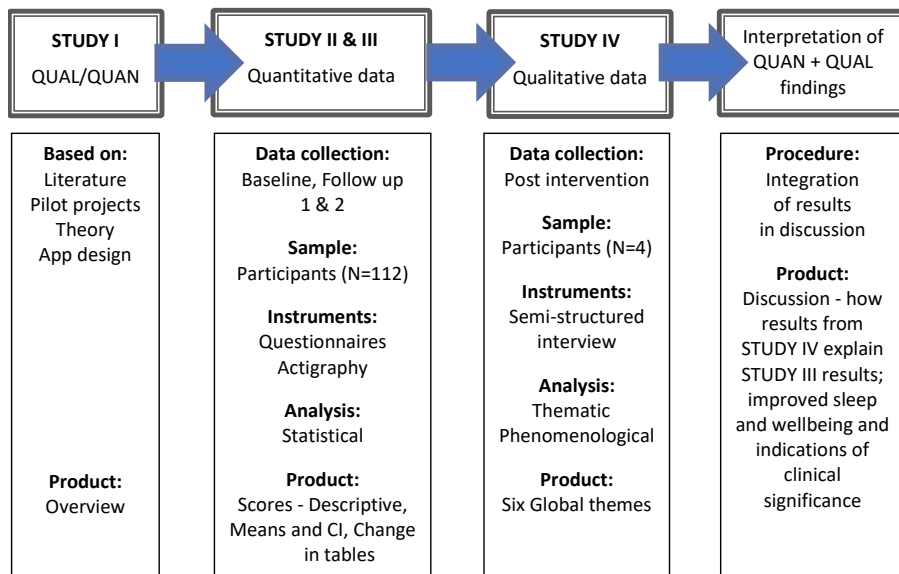 STUDY I
QUAL/QUAN
STUDY II & III
Quantitative data
STUDY IV
Qualitative data
Interpretation of
QUAN + QUAL
findings
Based on:
Literature
Pilot projects
Theory
App design
Product:
Overview
Data collection:
Baseline, Follow up
1 & 2
Sample:
Participants (N=112)
Instruments:
Questionnaires
Actigraphy
Analysis:
Statistical
Product:
Scores - Descriptive,
Means and CI, Change
in tables
Data collection:
Post intervention
Sample:
Participants (N=4)
Instruments:
Semi-structured
interview
Analysis:
Thematic
Phenomenological
Product:
Six Global themes
Procedure:
Integration
of results
in discussion
Product:
Discussion - how
results from
STUDY IV explain
STUDY III results;
improved sleep
and wellbeing and
indications of
clinical
significance